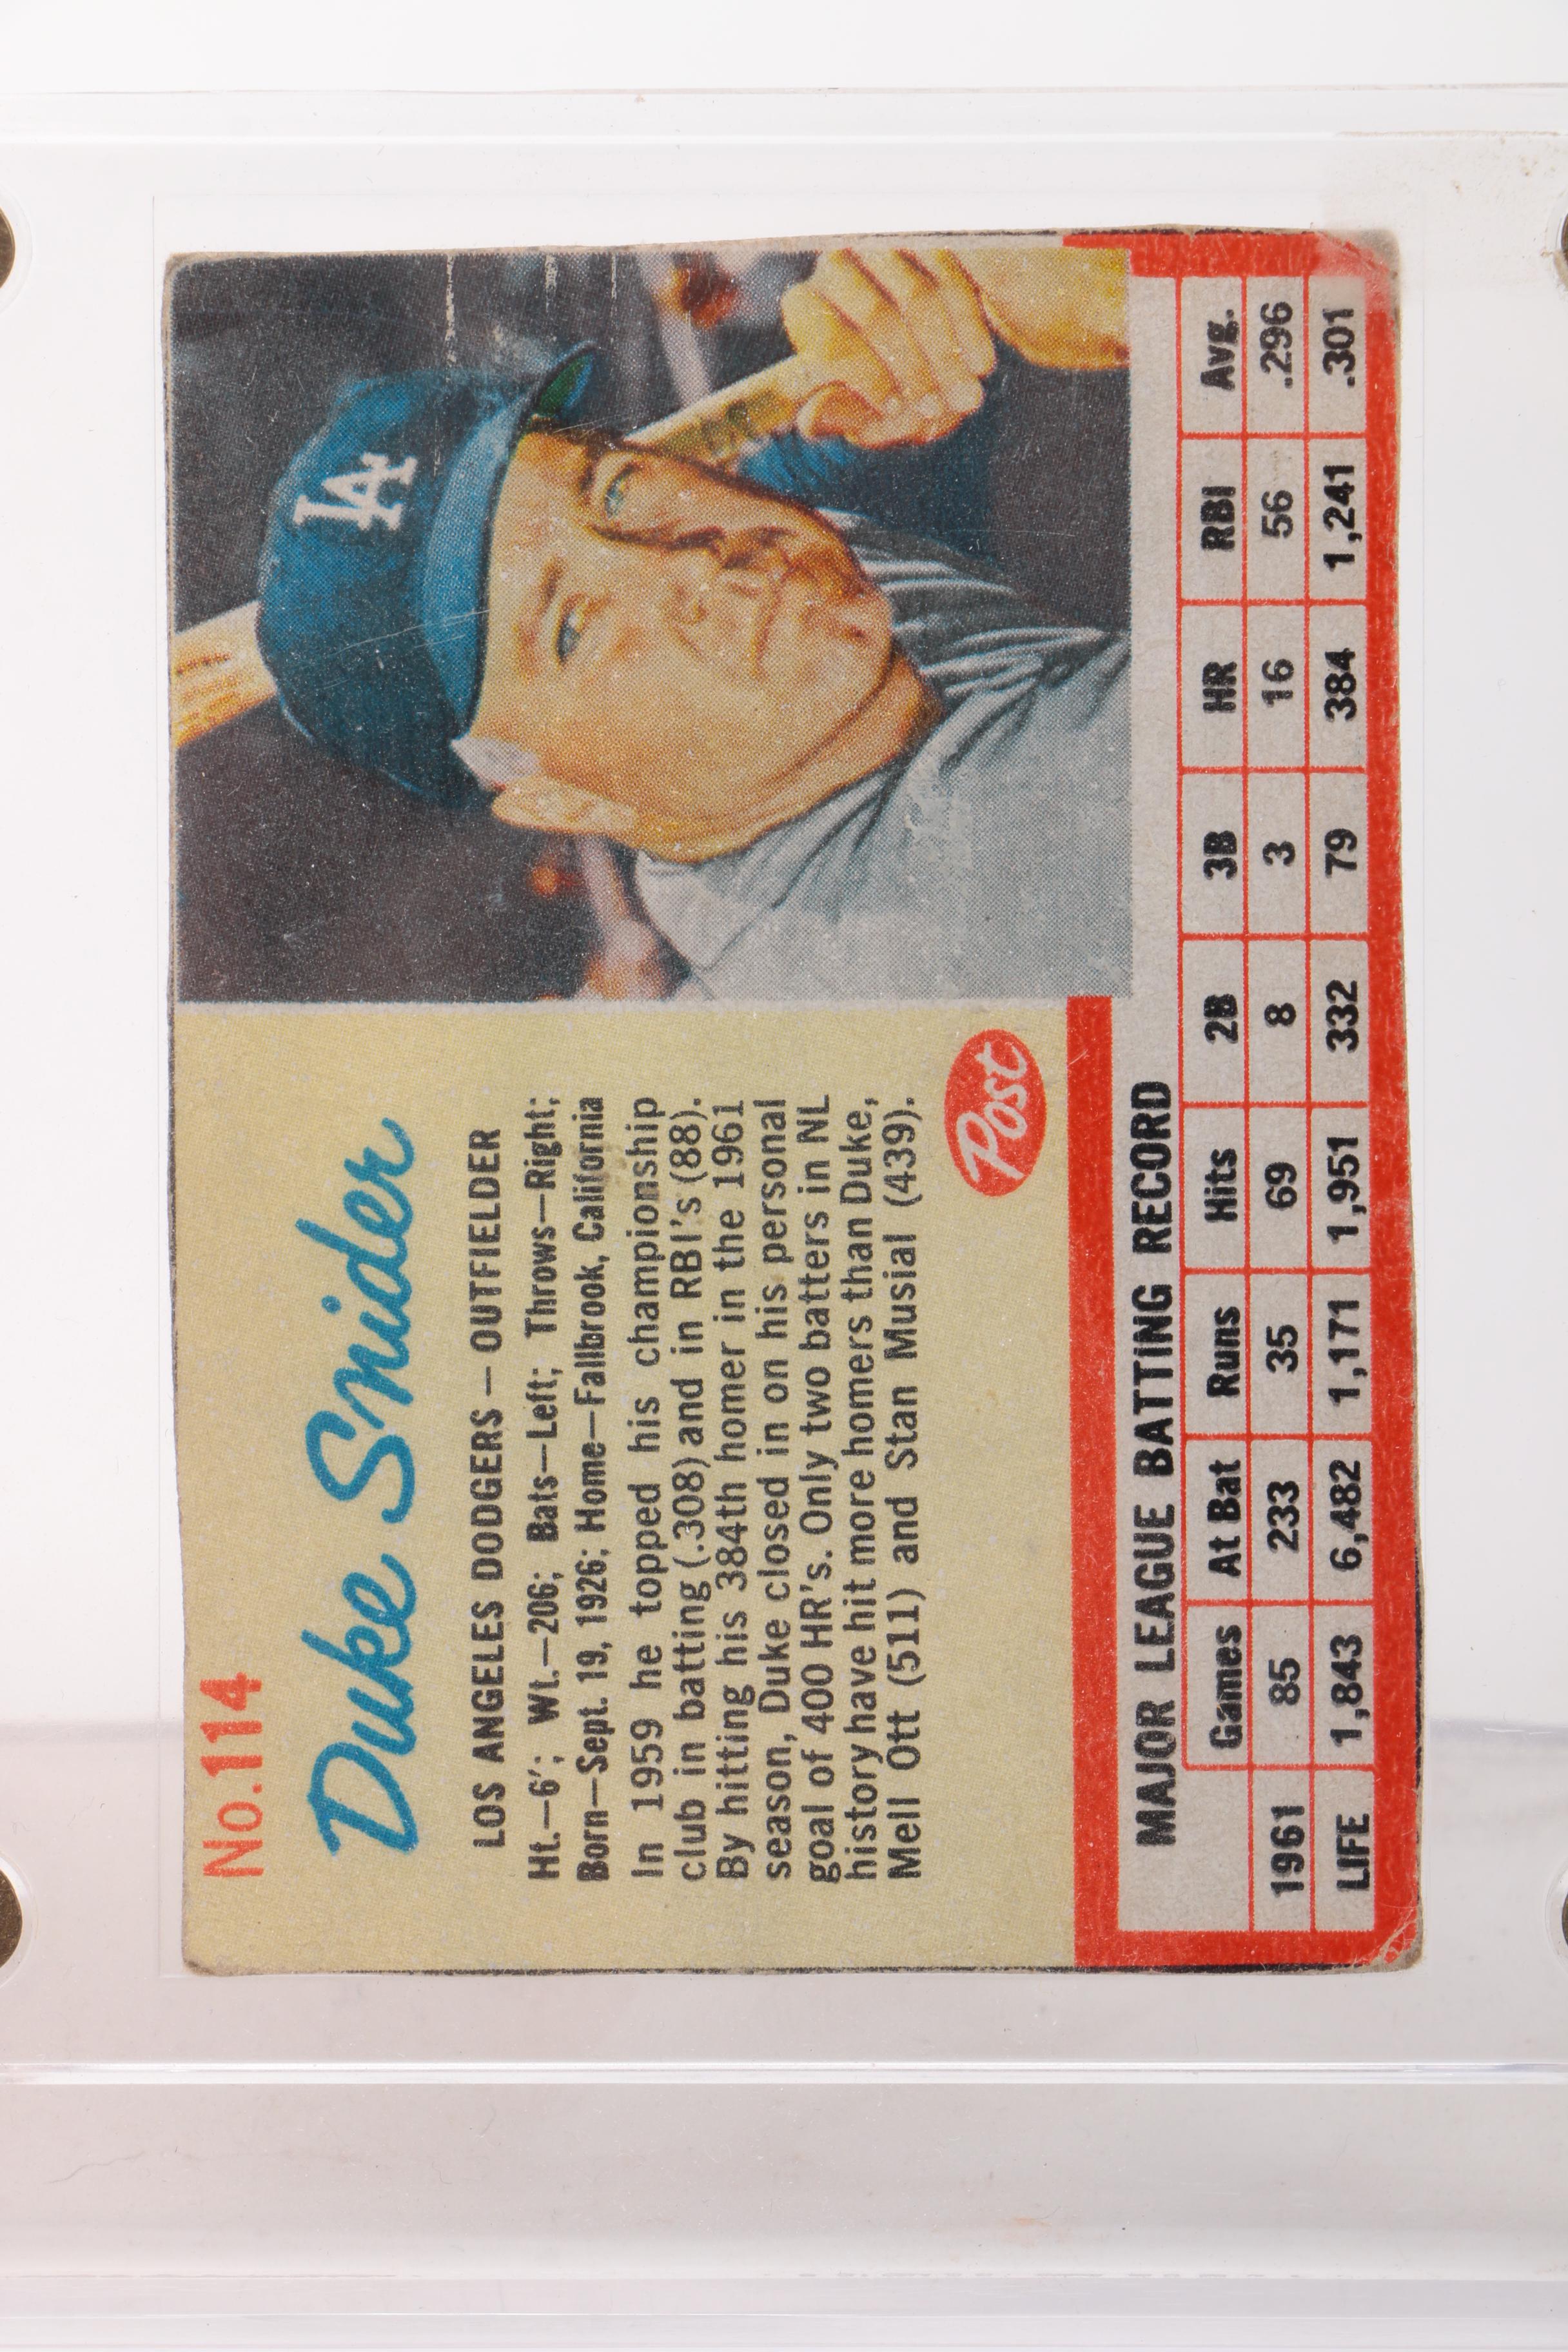 No.114
Duke Snider
LOS ANGELES DODGERS — OUTFIELDER
Ht.—6'; Wt.—206; Bats—Left; Throws—Right;
Born—Sept. 19, 1926; Home—Fallbrook, California
In 1959 he topped his championship
club in batting (.308) and in RBI's (88).
By hitting his 384th homer in the 1961
season, Duke closed in on his personal
goal of 400 HR's. Only two batters in NL
history have hit more homers than Duke,
Mell Ott (511) and Stan Musial (439).
Post
LA
MAJOR LEAGUE BATTING RECORD
Games At Bat Runs Hits 2B 3B HR RBI Avg.
1961 85 233 35 69 8 3 16 56 .296
LIFE 1,843 6,482 1,171 1,951 332 79 384 1,241 .301